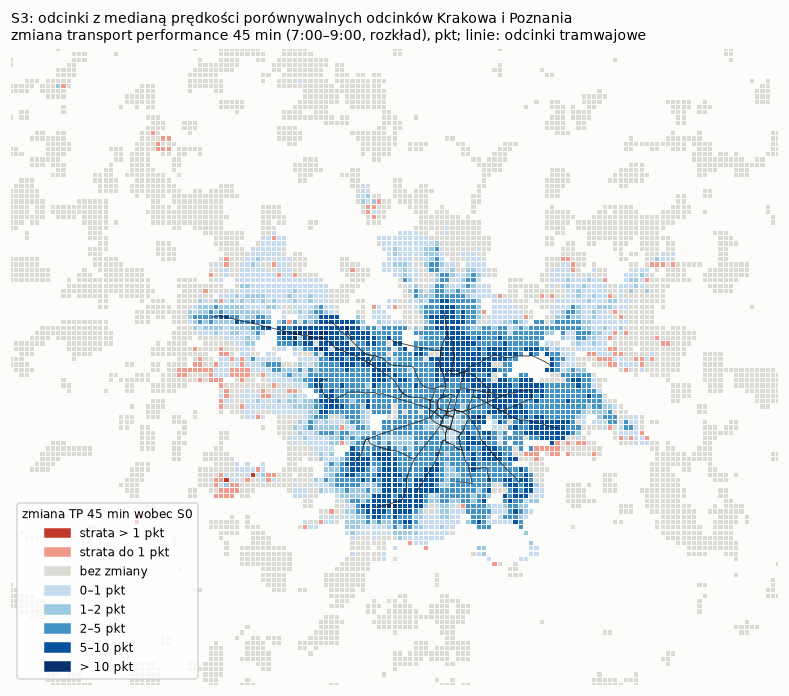 S3: odcinki z medianą prędkości porównywalnych odcinków Krakowa i Poznania
zmiana transport performance 45 min (7:00–9:00, rozkład), pkt; linie: odcinki tramwajowe
zmiana TP 45 min wobec S0
strata > 1 pkt
strata do 1 pkt
bez zmiany
0–1 pkt
1–2 pkt
2–5 pkt
5–10 pkt
> 10 pkt